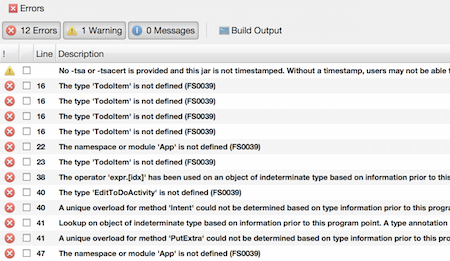 Errors
12 Errors 1 Warning 0 Messages Build Output
! Line Description
No -tsa or -tsacert is provided and this jar is not timestamped. Without a timestamp, users may not be able
16 The type 'TodoItem' is not defined (FS0039)
16 The type 'TodoItem' is not defined (FS0039)
16 The type 'TodoItem' is not defined (FS0039)
16 The type 'TodoItem' is not defined (FS0039)
22 The namespace or module 'App' is not defined (FS0039)
23 The type 'TodoItem' is not defined (FS0039)
38 The operator 'expr.[idx]' has been used on an object of indeterminate type based on information prior to this
40 The type 'EditToDoActivity' is not defined (FS0039)
40 A unique overload for method 'Intent' could not be determined based on type information prior to this
41 Lookup on object of indeterminate type based on information prior to this program point. A type annotation
41 A unique overload for method 'PutExtra' could not be determined based on type information prior to this
47 The namespace or module 'App' is not defined (FS0039)